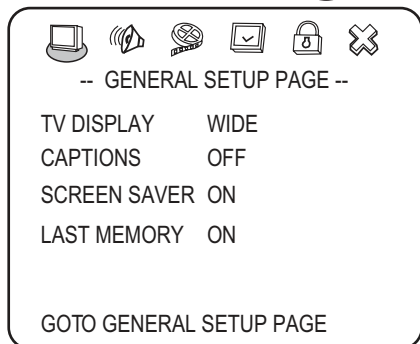 -- GENERAL SETUP PAGE --
TV DISPLAY WIDE
CAPTIONS OFF
SCREEN SAVER ON
LAST MEMORY ON
GOTO GENERAL SETUP PAGE